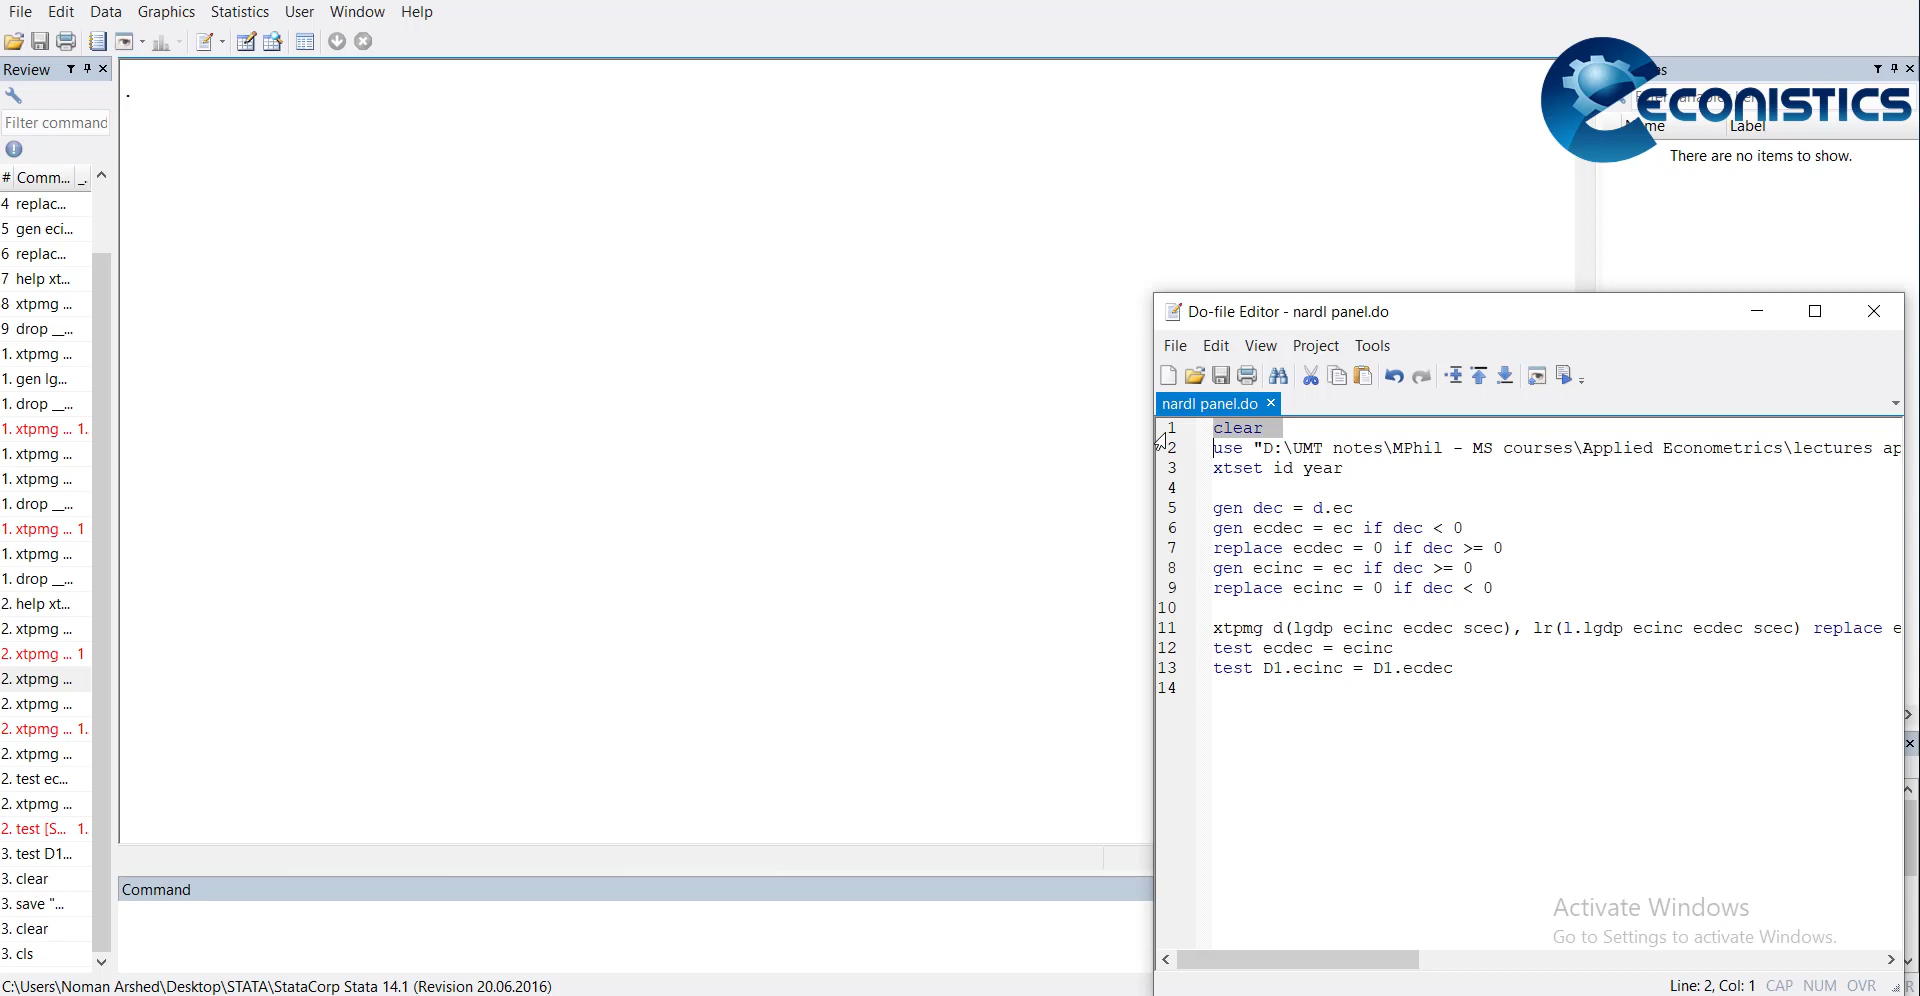 File Edit Data Graphics Statistics User Window Help
Review
Filter command
# Comm... _.
4 replac...
5 gen eci...
6 replac...
7 help xt...
8 xtpmg ...
9 drop __...
1. xtpmg ...
1. gen lg...
1. drop __...
1. xtpmg ... 1.
1. xtpmg ...
1. xtpmg ...
1. drop __...
1. xtpmg ... 1
1. xtpmg ...
1. drop __...
2. help xt...
2. xtpmg ...
2. xtpmg ... 1
2. xtpmg ...
2. xtpmg ...
2. xtpmg ... 1.
2. xtpmg ...
2. test ec...
2. xtpmg ...
2. test [S... 1.
3. test D1...
3. clear
3. save "...
3. clear
3. cls
.
Command
ECONISTICS
Label
There are no items to show.
Do-file Editor - nardl panel.do
File Edit View Project Tools
nardl panel.do
1 clear
2 use "D:\UMT notes\MPhil - MS courses\Applied Econometrics\lectures ap
3 xtset id year
4
5 gen dec = d.ec
6 gen ecdec = ec if dec < 0
7 replace ecdec = 0 if dec >= 0
8 gen ecinc = ec if dec >= 0
9 replace ecinc = 0 if dec < 0
10
11 xtpmg d(lgdp ecinc ecdec scec), lr(l.lgdp ecinc ecdec scec) replace e
12 test ecdec = ecinc
13 test D1.ecinc = D1.ecdec
14
Activate Windows
Go to Settings to activate Windows.
Line: 2, Col: 1 CAP NUM OVR
C:\Users\Noman Arshed\Desktop\STATA\StataCorp Stata 14.1 (Revision 20.06.2016)